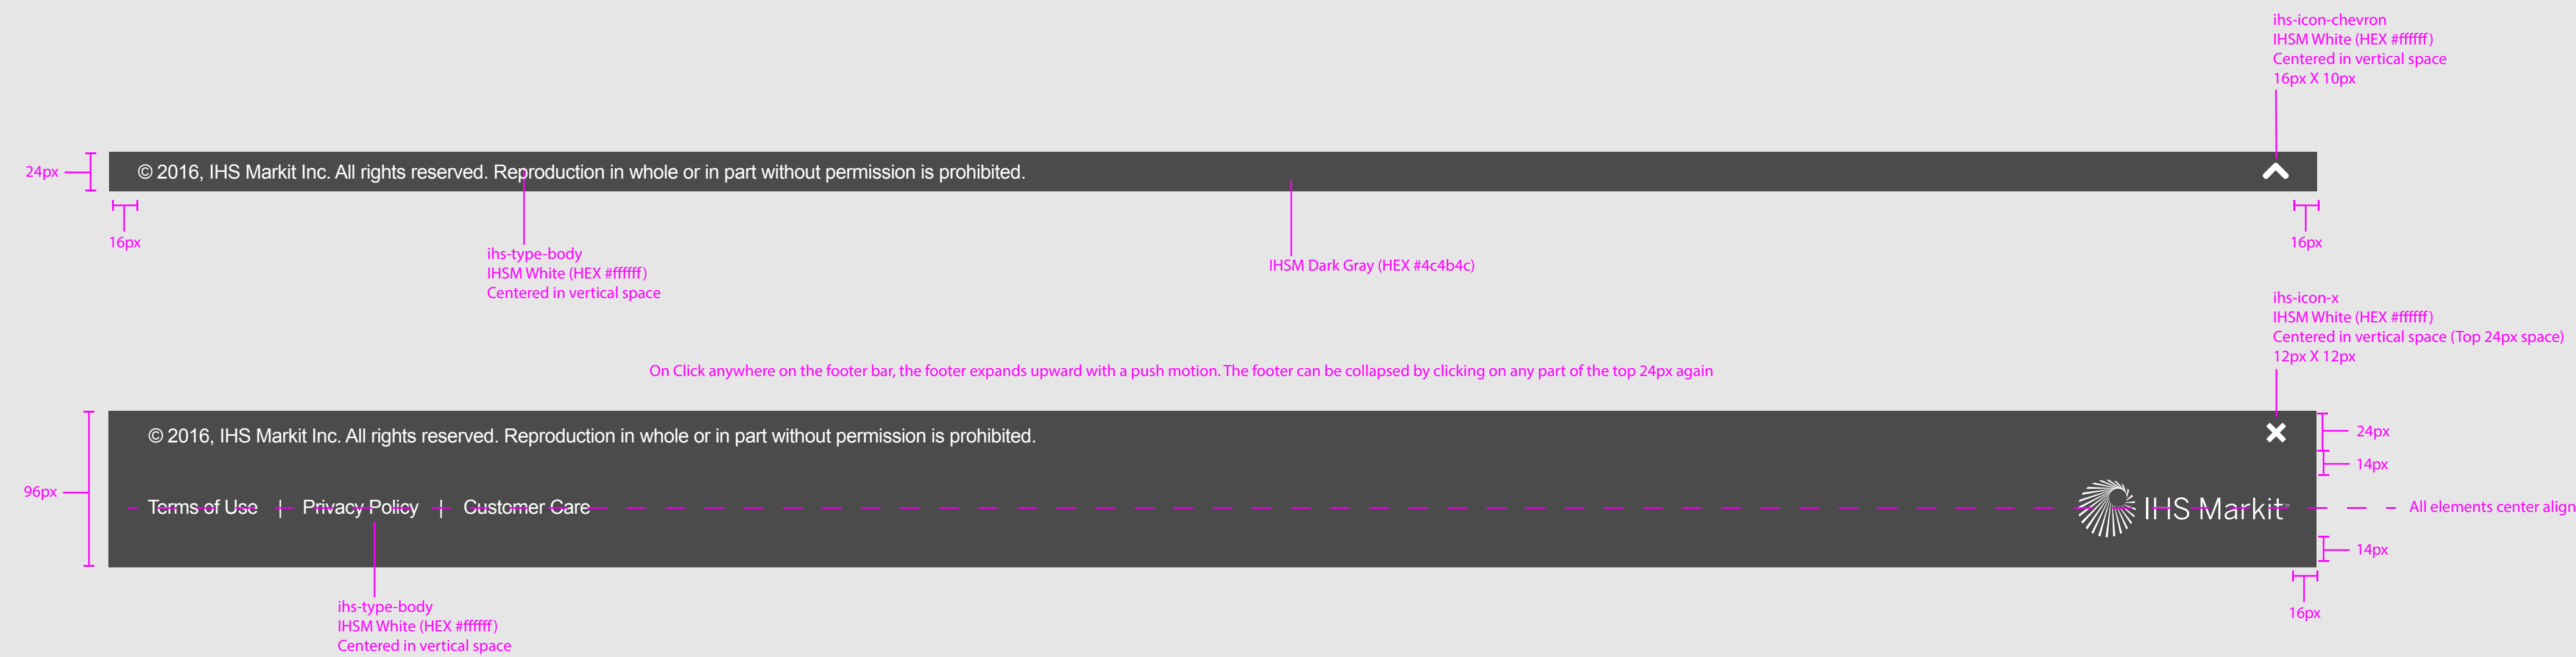 ihs-icon-chevron
IHSM White (HEX #ffffff)
Centered in vertical space
16px X 10px
24px
© 2016, IHS Markit Inc. All rights reserved. Reproduction in whole or in part without permission is prohibited.
16px
16px
ihs-type-body
IHSM White (HEX #ffffff)
Centered in vertical space
IHSM Dark Gray (HEX #4c4b4c)
ihs-icon-x
IHSM White (HEX #ffffff)
Centered in vertical space (Top 24px space)
12px X 12px
On Click anywhere on the footer bar, the footer expands upward with a push motion. The footer can be collapsed by clicking on any part of the top 24px again
© 2016, IHS Markit Inc. All rights reserved. Reproduction in whole or in part without permission is prohibited.
24px
14px
96px
Terms of Use | Privacy Policy | Customer Care
IHS Markit
All elements center align
14px
16px
ihs-type-body
IHSM White (HEX #ffffff)
Centered in vertical space